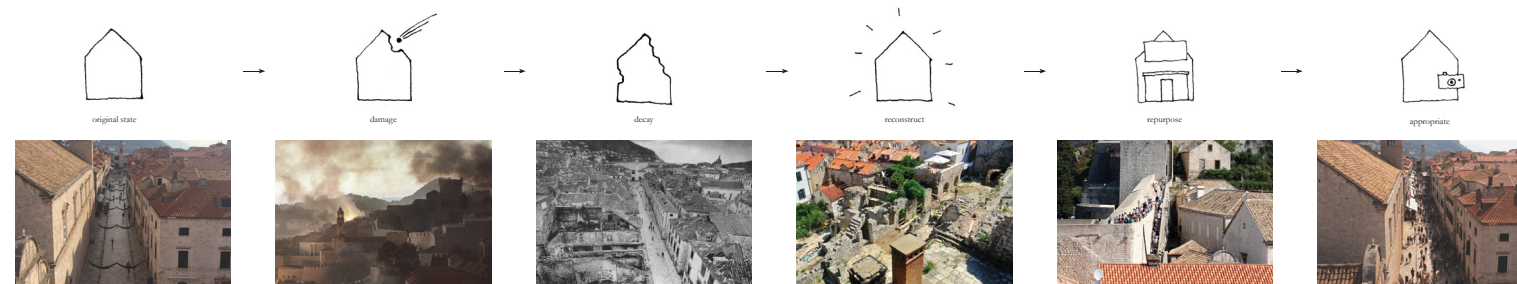 original state
damage
decay
reconstruct
repurpose
appropriate